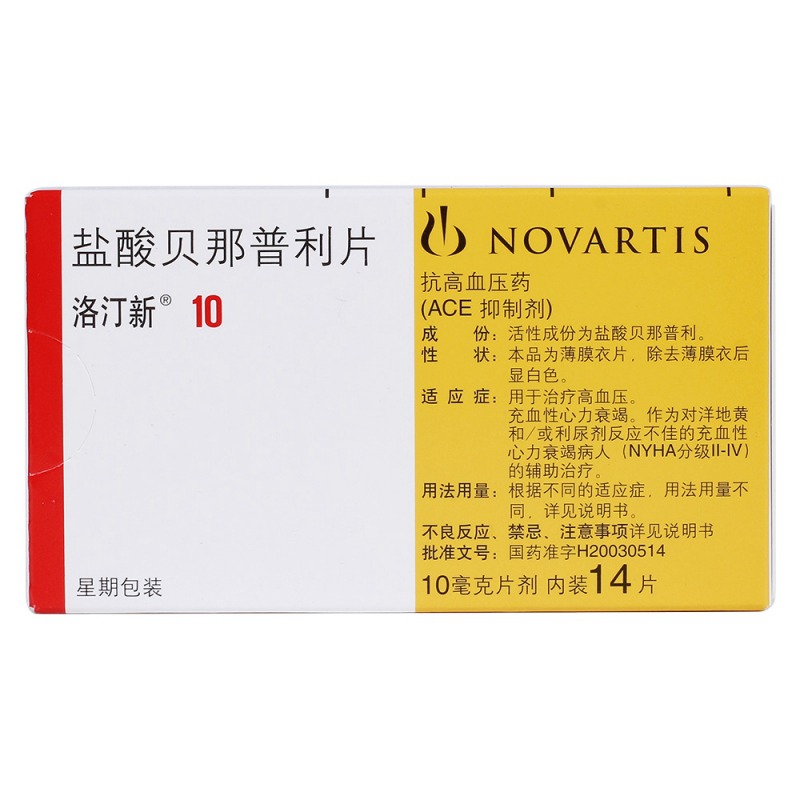 盐酸贝那普利片
洛汀新® 10
星期包装
NOVARTIS
抗高血压药
(ACE 抑制剂)
成 份：活性成份为盐酸贝那普利。
性 状：本品为薄膜衣片，除去薄膜衣后
显白色。
适 应 症：用于治疗高血压。
充血性心力衰竭。作为对洋地黄
和/或利尿剂反应不佳的充血性
心力衰竭病人（NYHA分级II-IV）
的辅助治疗。
用法用量：根据不同的适应症，用法用量不
同，详见说明书。
不良反应、禁忌、注意事项详见说明书
批准文号：国药准字H20030514
10毫克片剂 内装14片